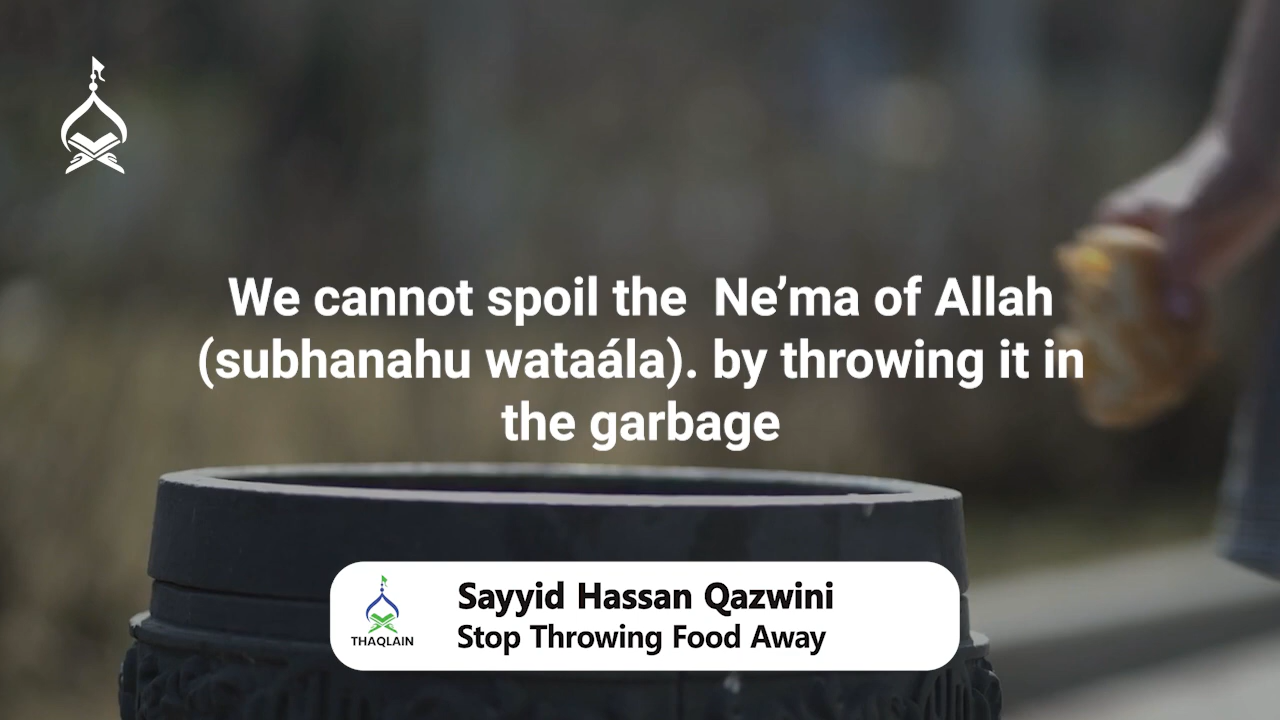 We cannot spoil the  Ne’ma of Allah
(subhanahu wataála). by throwing it in
the garbage
Sayyid Hassan Qazwini
Stop Throwing Food Away
THAQLAIN